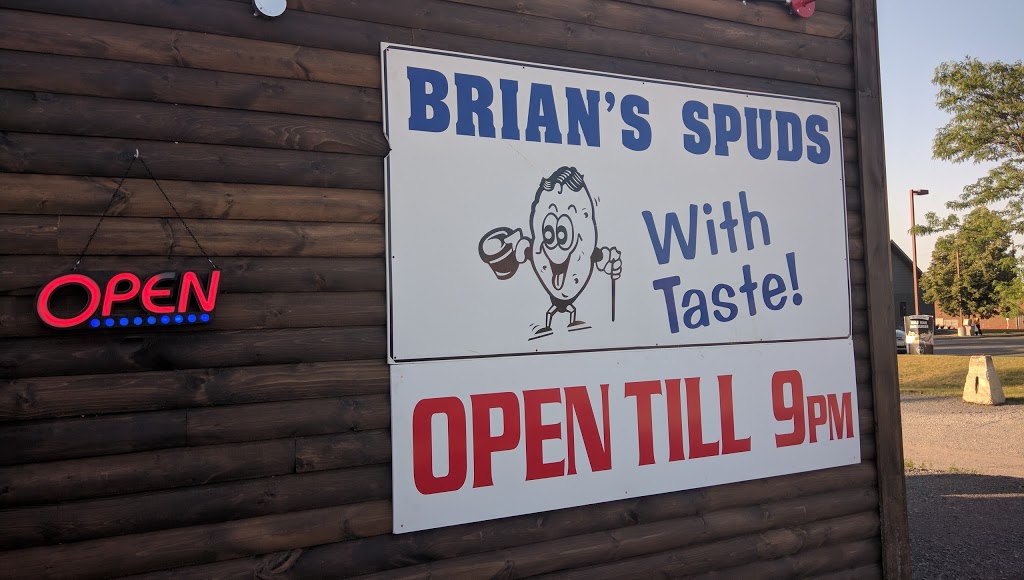 OPEN
BRIAN'S SPUDS
With
Taste!
OPEN TILL 9PM